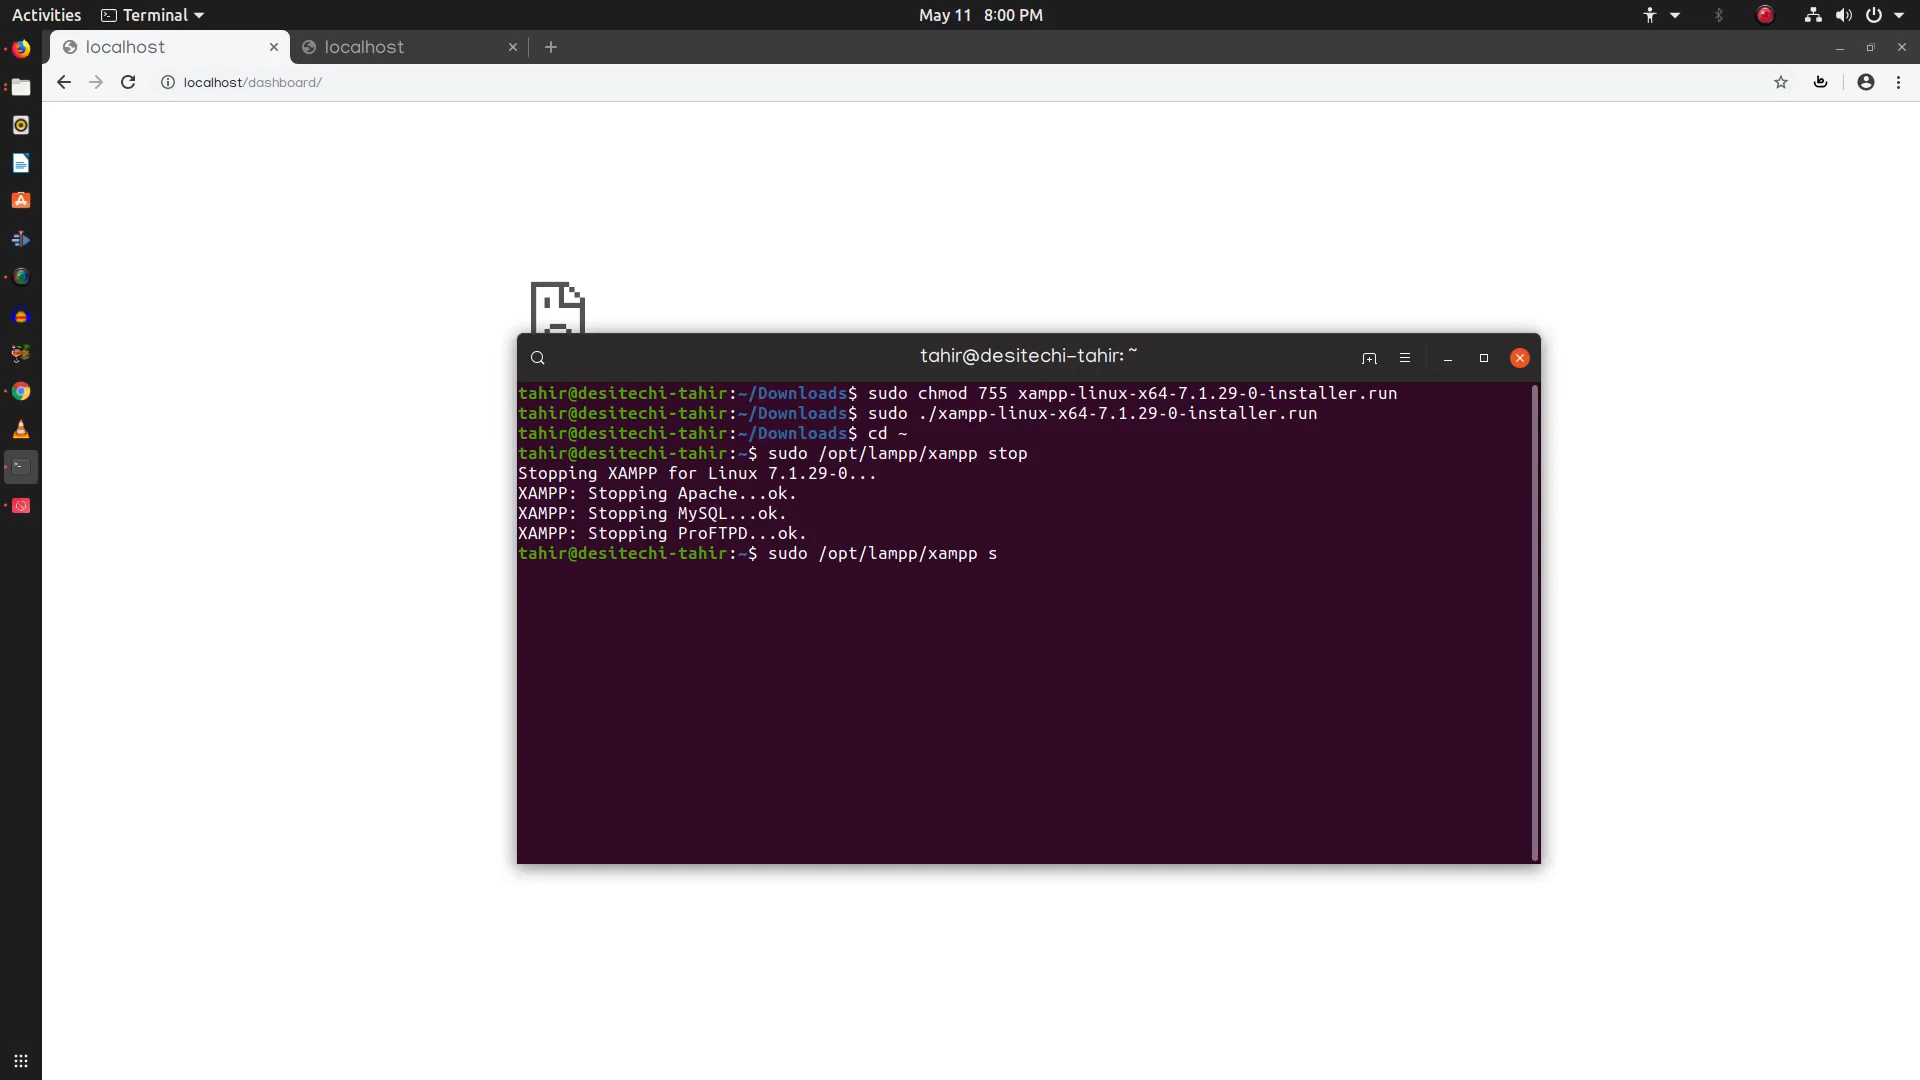 Activities Terminal May 11 8:00 PM
localhost localhost
localhost/dashboard/
tahir@desitechi-tahir: ~
tahir@desitechi-tahir:~/Downloads$ sudo chmod 755 xampp-linux-x64-7.1.29-0-installer.run
tahir@desitechi-tahir:~/Downloads$ sudo ./xampp-linux-x64-7.1.29-0-installer.run
tahir@desitechi-tahir:~/Downloads$ cd ~
tahir@desitechi-tahir:~$ sudo /opt/lampp/xampp stop
Stopping XAMPP for Linux 7.1.29-0...
XAMPP: Stopping Apache...ok.
XAMPP: Stopping MySQL...ok.
XAMPP: Stopping ProFTPD...ok.
tahir@desitechi-tahir:~$ sudo /opt/lampp/xampp s